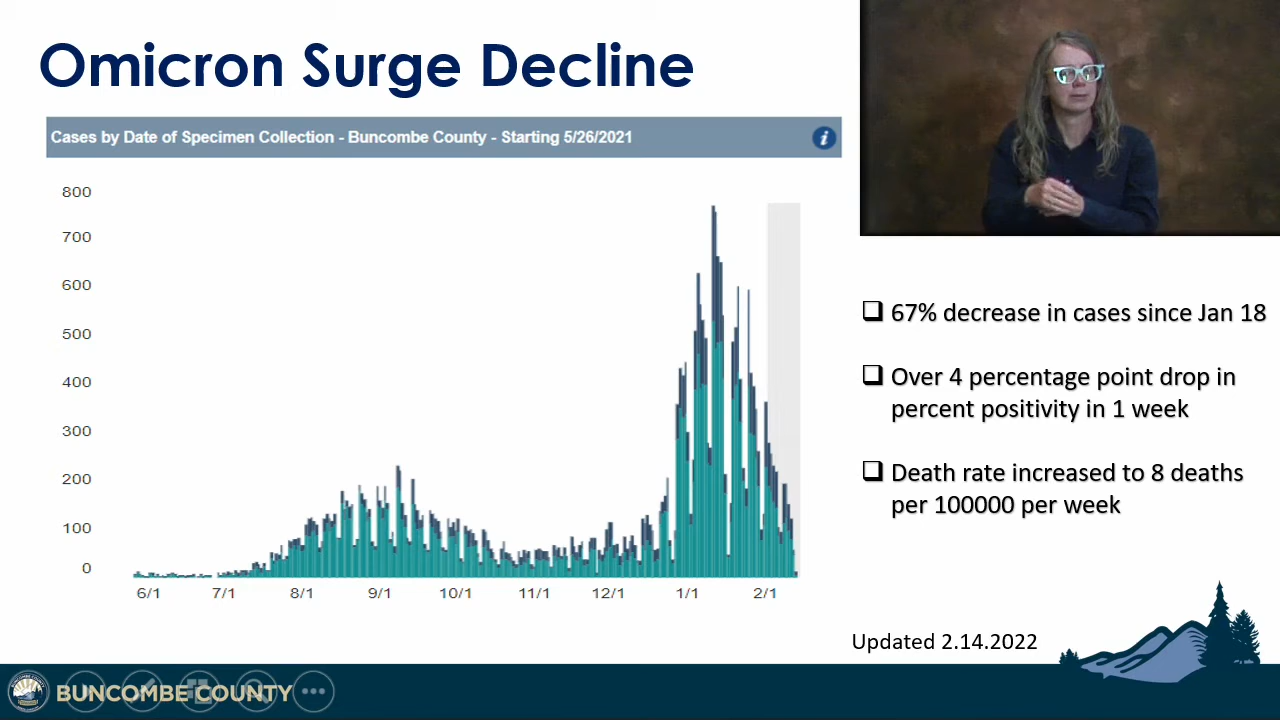 Omicron Surge Decline
Cases by Date of Specimen Collection - Buncombe County - Starting 5/26/2021
i
800
700
600
500
400
300
200
100
0
6/1 7/1 8/1 9/1 10/1 11/1 12/1 1/1 2/1
67% decrease in cases since Jan 18
Over 4 percentage point drop in
percent positivity in 1 week
Death rate increased to 8 deaths
per 100000 per week
Updated 2.14.2022
BUNCOMBE COUNTY